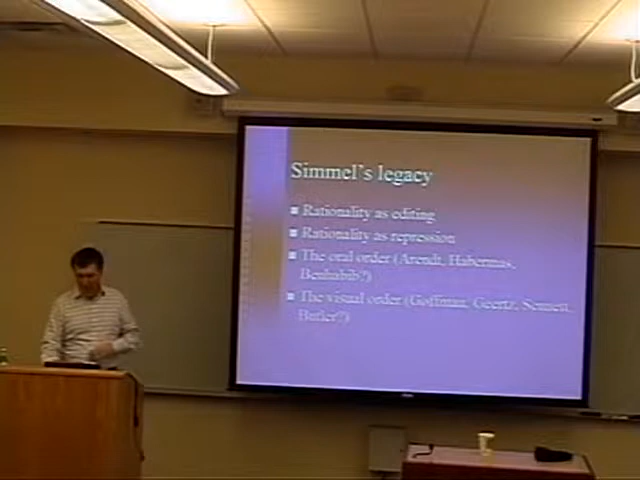 Simmel's legacy
Rationality as editing
Rationality as repression
The oral order (Arendt, Habermas,
Benhabib?)
The visual order (Goffman, Geertz, Sennett,
Butler?)